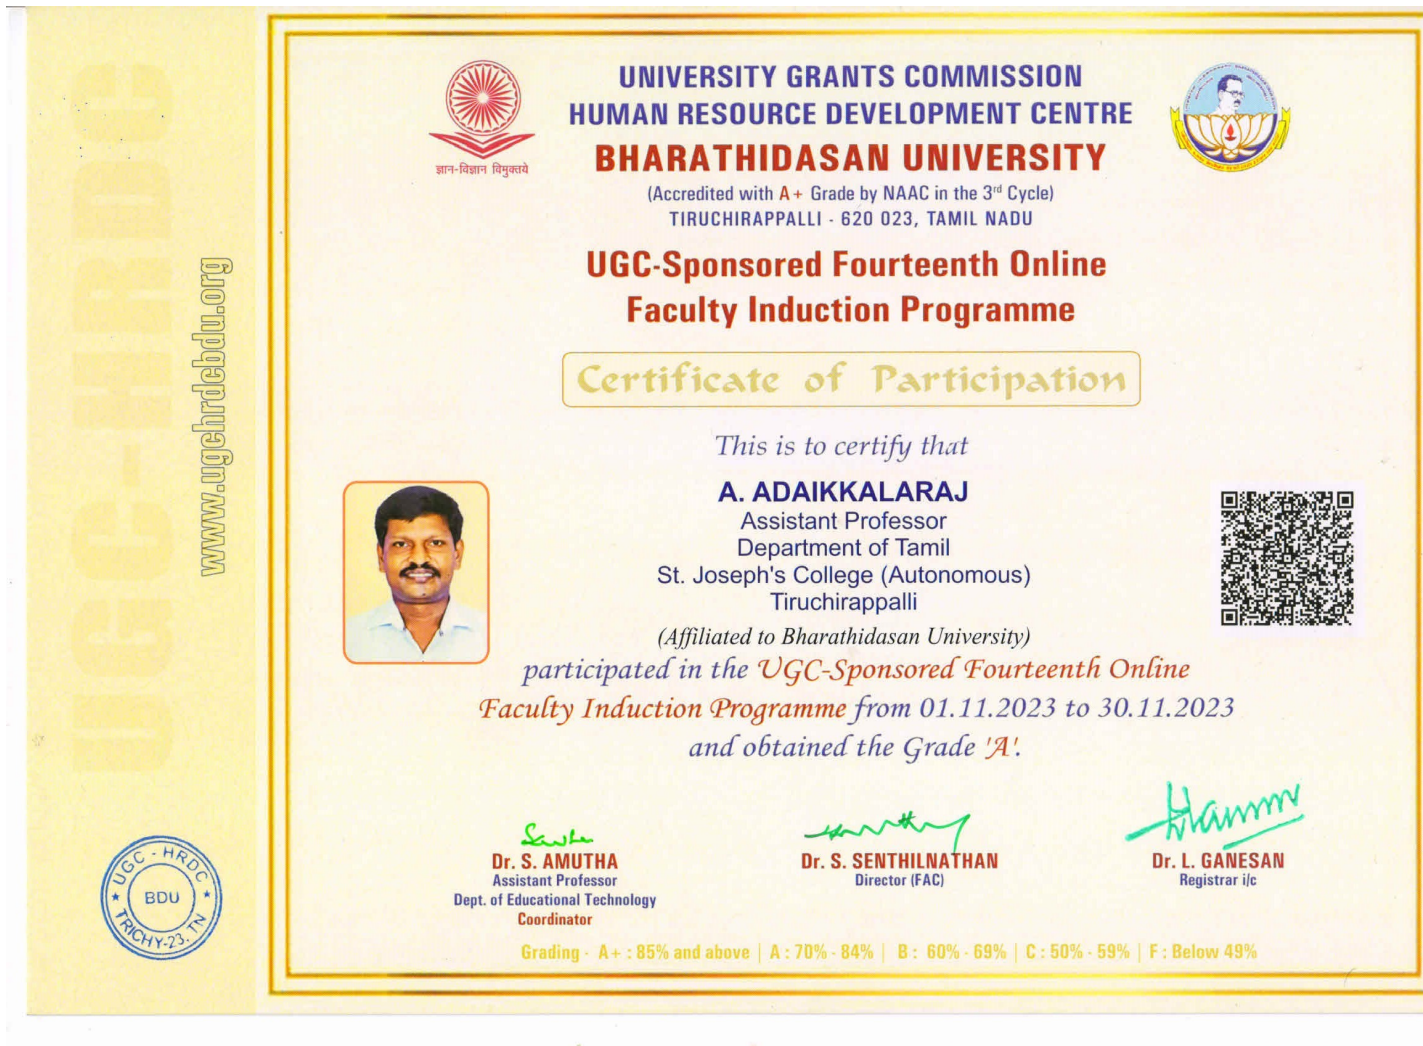 UNIVERSITY GRANTS COMMISSION
HUMAN RESOURCE DEVELOPMENT CENTRE
BHARATHIDASAN UNIVERSITY
(Accredited with A+ Grade by NAAC in the 3rd Cycle)
TIRUCHIRAPPALLI - 620 023, TAMIL NADU
ज्ञान-विज्ञान विमुक्तये
UGC-Sponsored Fourteenth Online
Faculty Induction Programme
Certificate of Participation
This is to certify that
A. ADAIKKALARAJ
Assistant Professor
Department of Tamil
St. Joseph's College (Autonomous)
Tiruchirappalli
(Affiliated to Bharathidasan University)
participated in the UGC-Sponsored Fourteenth Online
Faculty Induction Programme from 01.11.2023 to 30.11.2023
and obtained the Grade 'A'.
Dr. S. AMUTHA
Assistant Professor
Dept. of Educational Technology
Coordinator
Dr. S. SENTHILNATHAN
Director (FAC)
Dr. L. GANESAN
Registrar i/c
Grading - A+ : 85% and above | A : 70% - 84% | B : 60% - 69% | C : 50% - 59% | F : Below 49%
UGC-HRDC
www.ugchrdcbdu.org
UGC - HRDC
BDU
TRICHY-23. TN